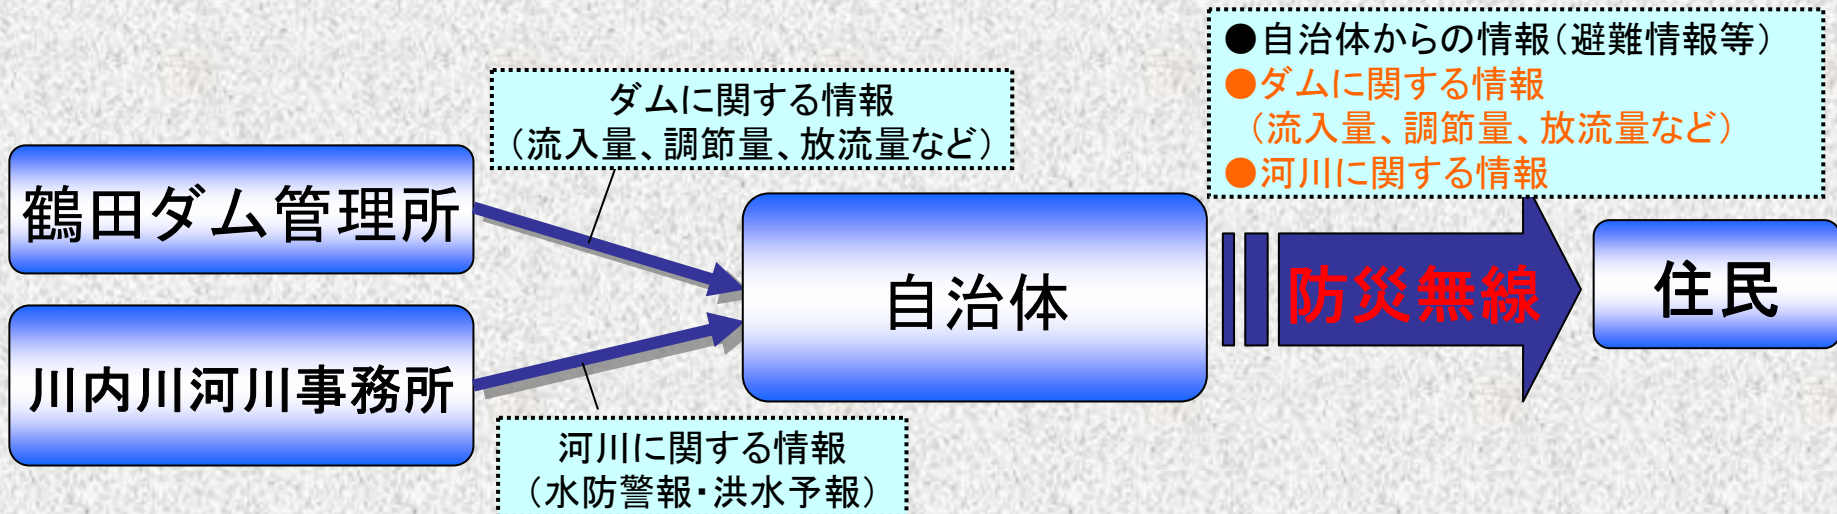 ダムに関する情報
（流入量、調節量、放流量など）
鶴田ダム管理所
川内川河川事務所
河川に関する情報
（水防警報・洪水予報）
自治体
●自治体からの情報（避難情報等）
●ダムに関する情報
（流入量、調節量、放流量など）
●河川に関する情報
防災無線
住民